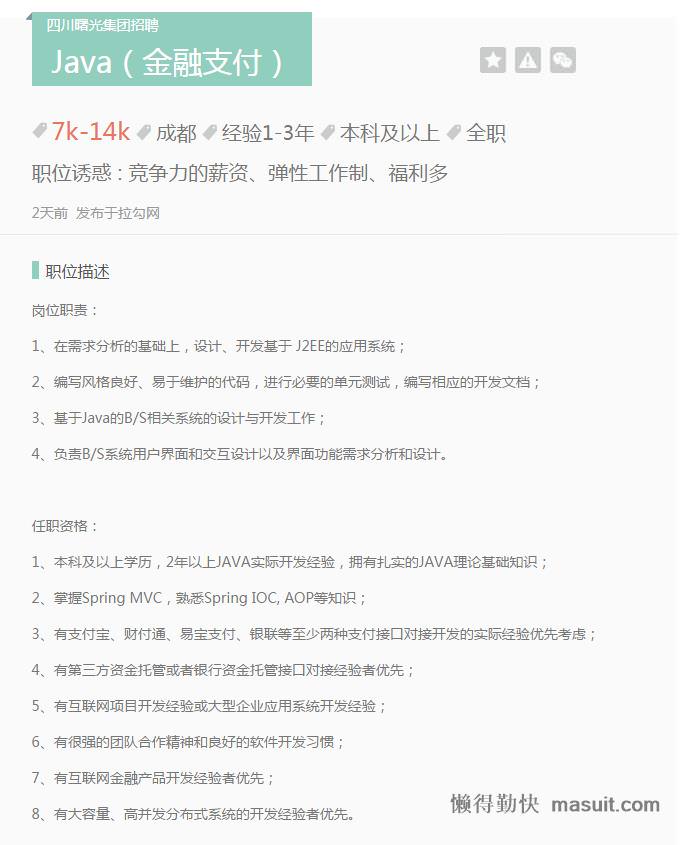 四川曙光集团招聘
Java（金融支付）
7k-14k 成都 经验1-3年 本科及以上 全职
职位诱惑 : 竞争力的薪资、弹性工作制、福利多
2天前 发布于拉勾网
职位描述
岗位职责：
1、在需求分析的基础上，设计、开发基于 J2EE的应用系统；
2、编写风格良好、易于维护的代码，进行必要的单元测试，编写相应的开发文档；
3、基于Java的B/S相关系统的设计与开发工作；
4、负责B/S系统用户界面和交互设计以及界面功能需求分析和设计。
任职资格：
1、本科及以上学历，2年以上JAVA实际开发经验，拥有扎实的JAVA理论基础知识；
2、掌握Spring MVC，熟悉Spring IOC, AOP等知识；
3、有支付宝、财付通、易宝支付、银联等至少两种支付接口对接开发的实际经验优先考虑；
4、有第三方资金托管或者银行资金托管接口对接经验者优先；
5、有互联网项目开发经验或大型企业应用系统开发经验；
6、有很强的团队合作精神和良好的软件开发习惯；
7、有互联网金融产品开发经验者优先；
8、有大容量、高并发分布式系统的开发经验者优先。
懒得勤快 masuit.com